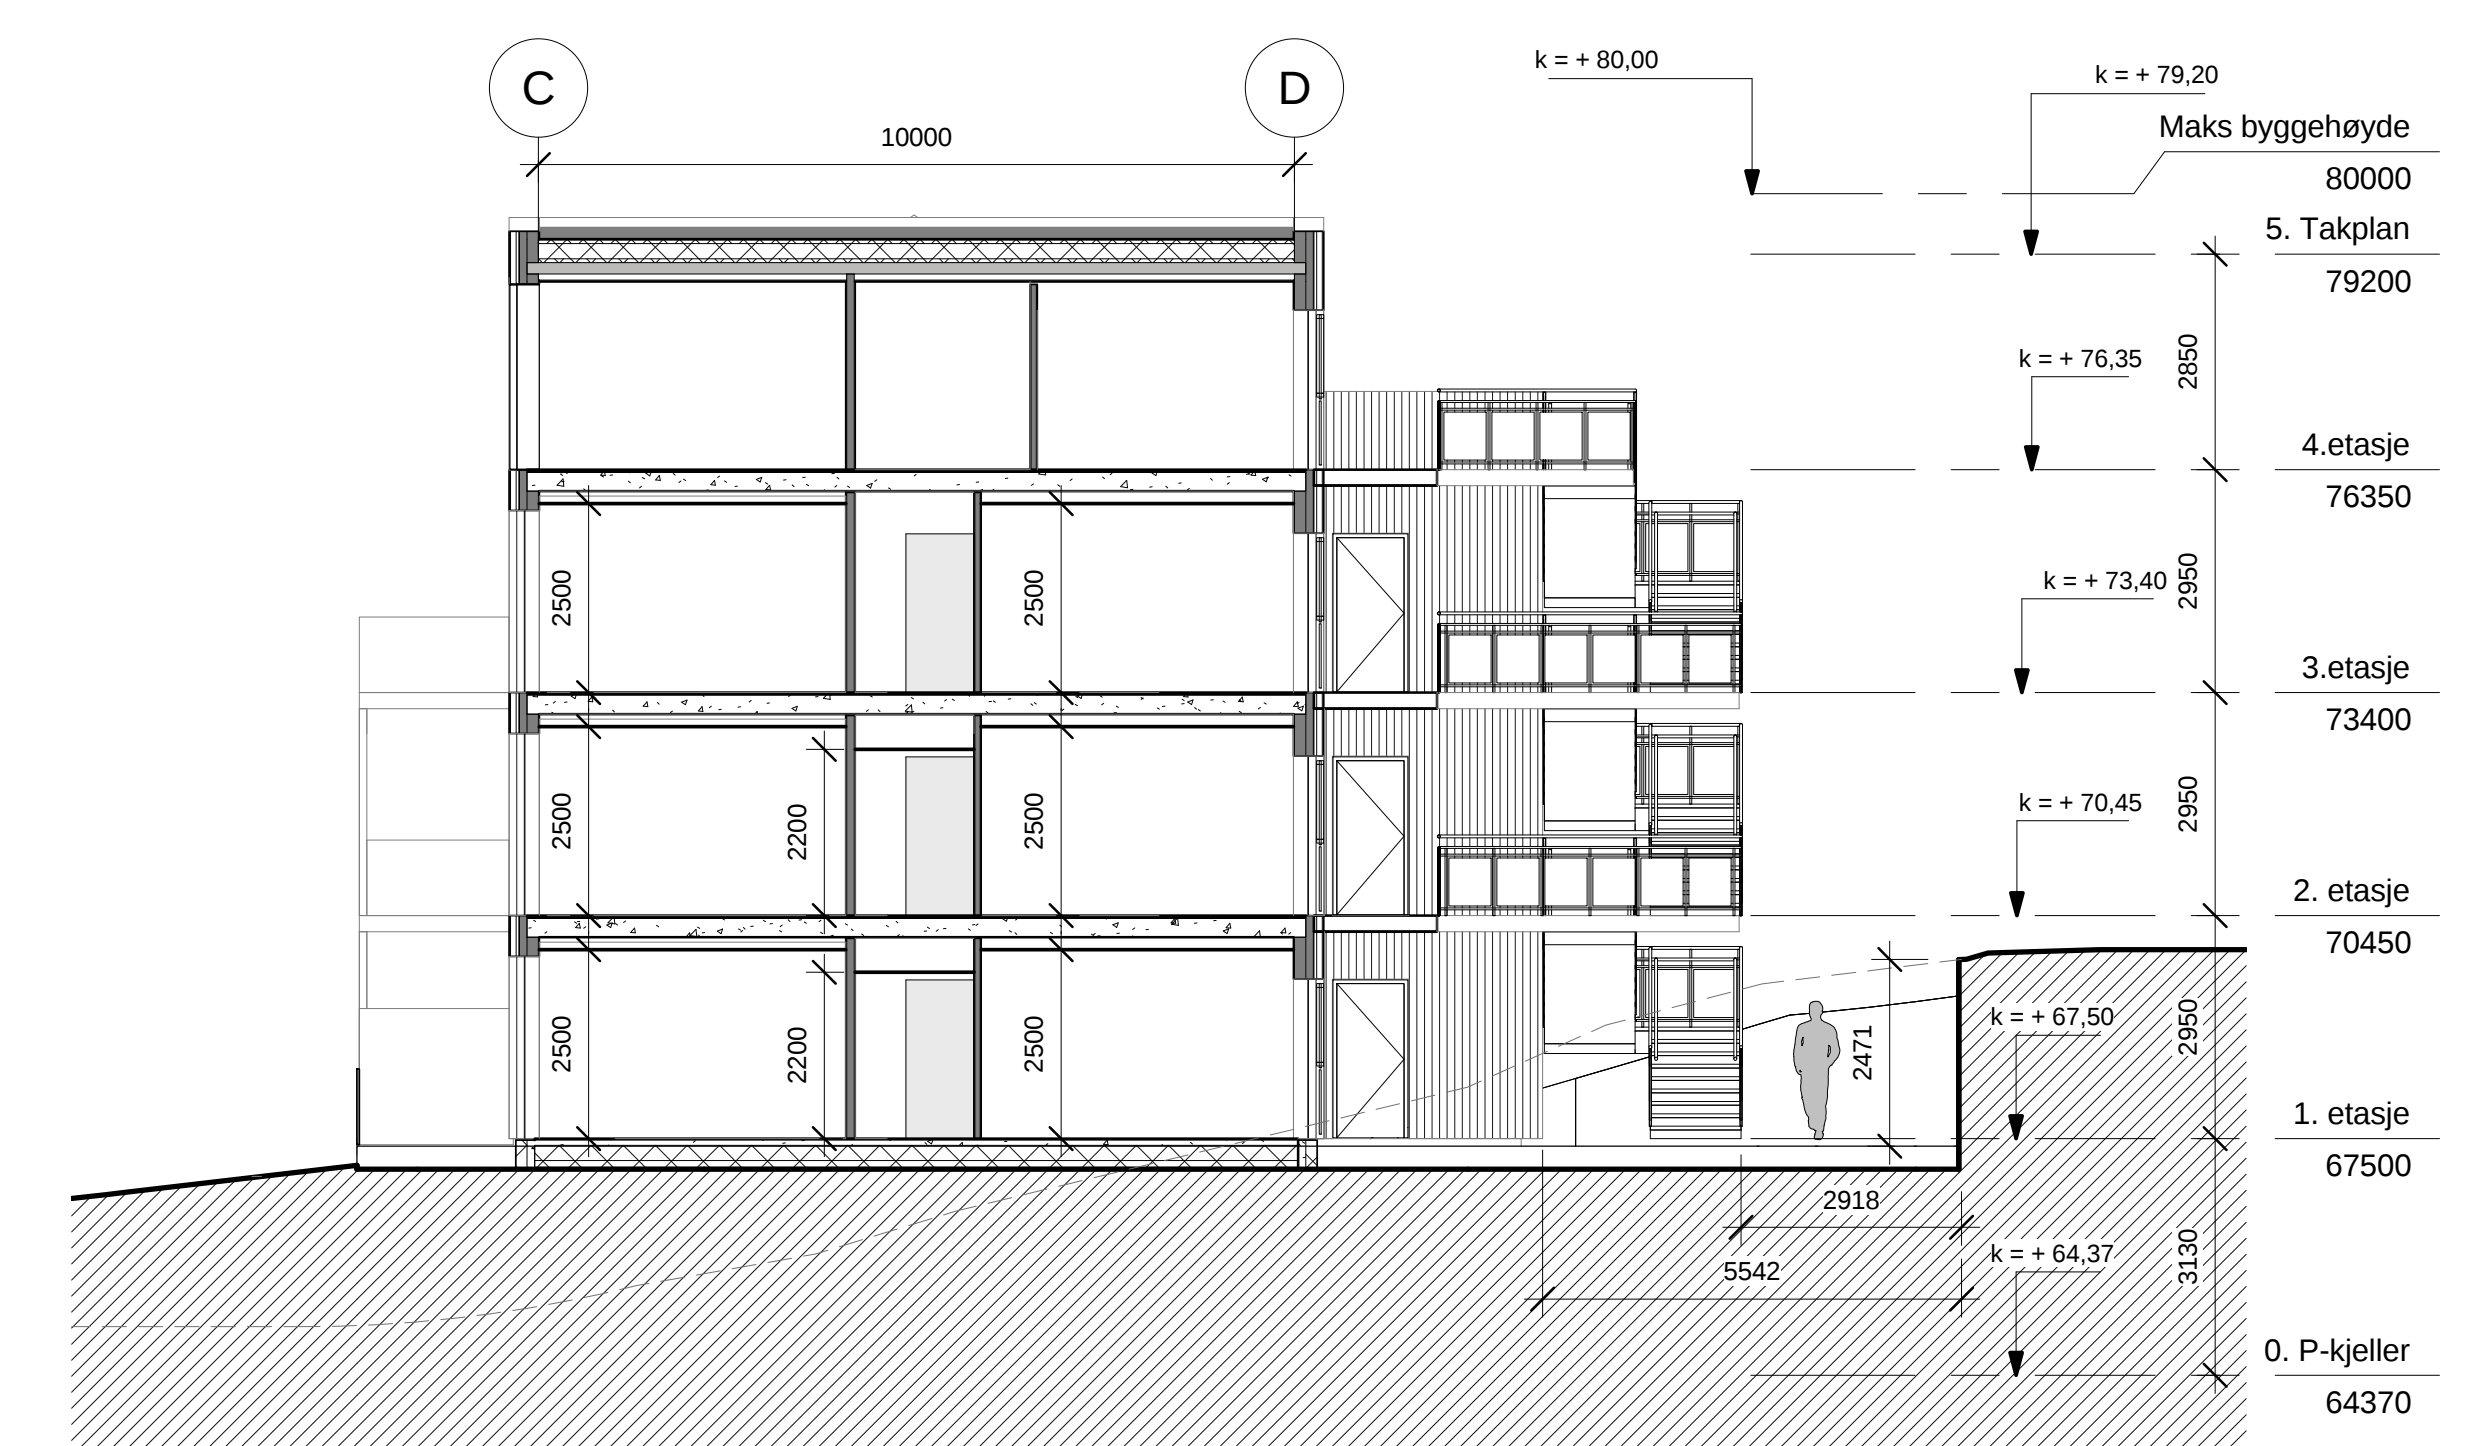 C
D
10000
k = + 80,00
k = + 79,20
Maks byggehøyde
80000
5. Takplan
79200
k = + 76,35
2850
4.etasje
76350
2500
2500
k = + 73,40
2950
3.etasje
73400
2500
2200
2500
k = + 70,45
2950
2. etasje
70450
2500
2200
2500
2471
k = + 67,50
2950
1. etasje
67500
2918
5542
k = + 64,37
3130
0. P-kjeller
64370